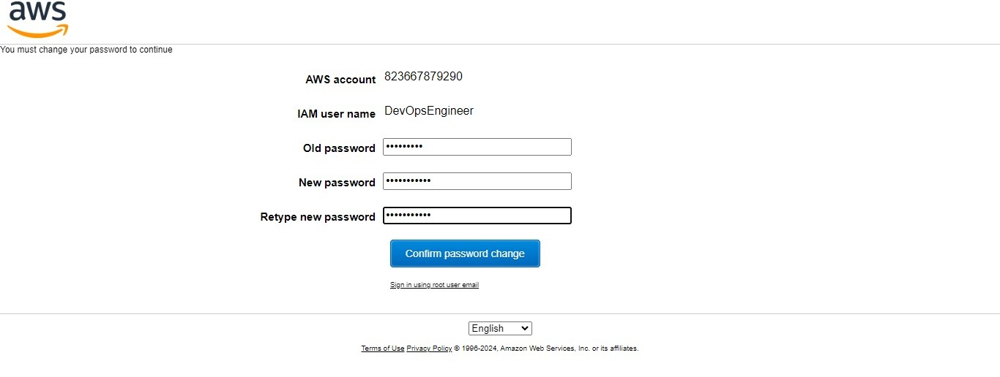 aws
You must change your password to continue
AWS account 823667879290
IAM user name DevOpsEngineer
Old password •••••••••
New password •••••••••••
Retype new password •••••••••••
Confirm password change
Sign in using root user email
English
Terms of Use Privacy Policy © 1996-2024, Amazon Web Services, Inc. or its affiliates.